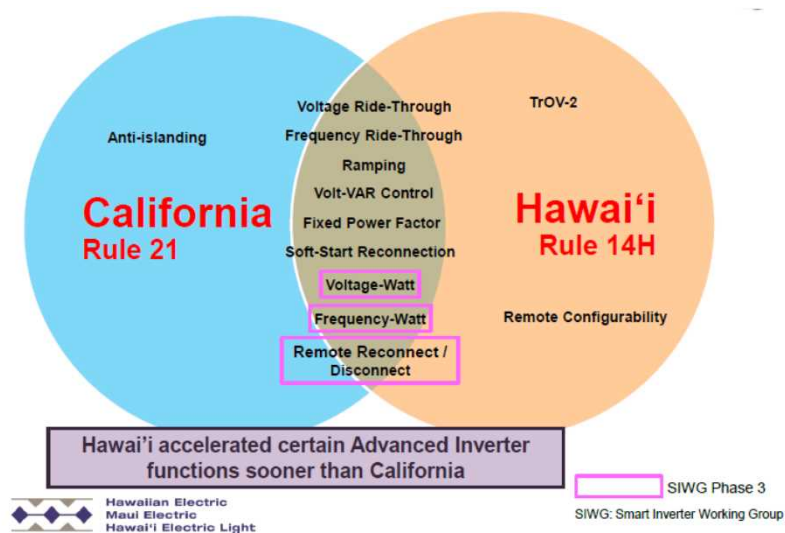 Voltage Ride-Through
TrOV-2
Anti-islanding
Frequency Ride-Through
Ramping
Volt-VAR Control
California
Rule 21
Hawai‘i
Rule 14H
Fixed Power Factor
Soft-Start Reconnection
Voltage-Watt
Frequency-Watt
Remote Configurability
Remote Reconnect /
Disconnect
Hawai’i accelerated certain Advanced Inverter
functions sooner than California
SIWG Phase 3
SIWG: Smart Inverter Working Group
Hawaiian Electric
Maui Electric
Hawai‘i Electric Light